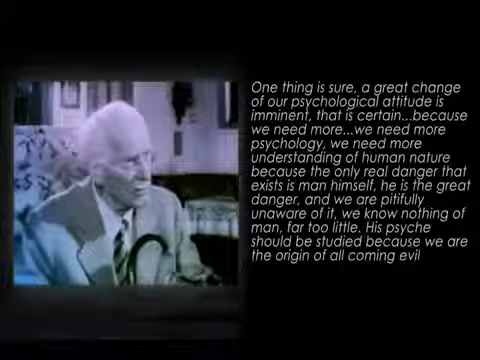 One thing is sure, a great change
of our psychological attitude is
imminent, that is certain...because
we need more...we need more
psychology, we need more
understanding of human nature
because the only real danger that
exists is man himself, he is the great
danger, and we are pitifully
unaware of it, we know nothing of
man, far too little. His psyche
should be studied because we are
the origin of all coming evil